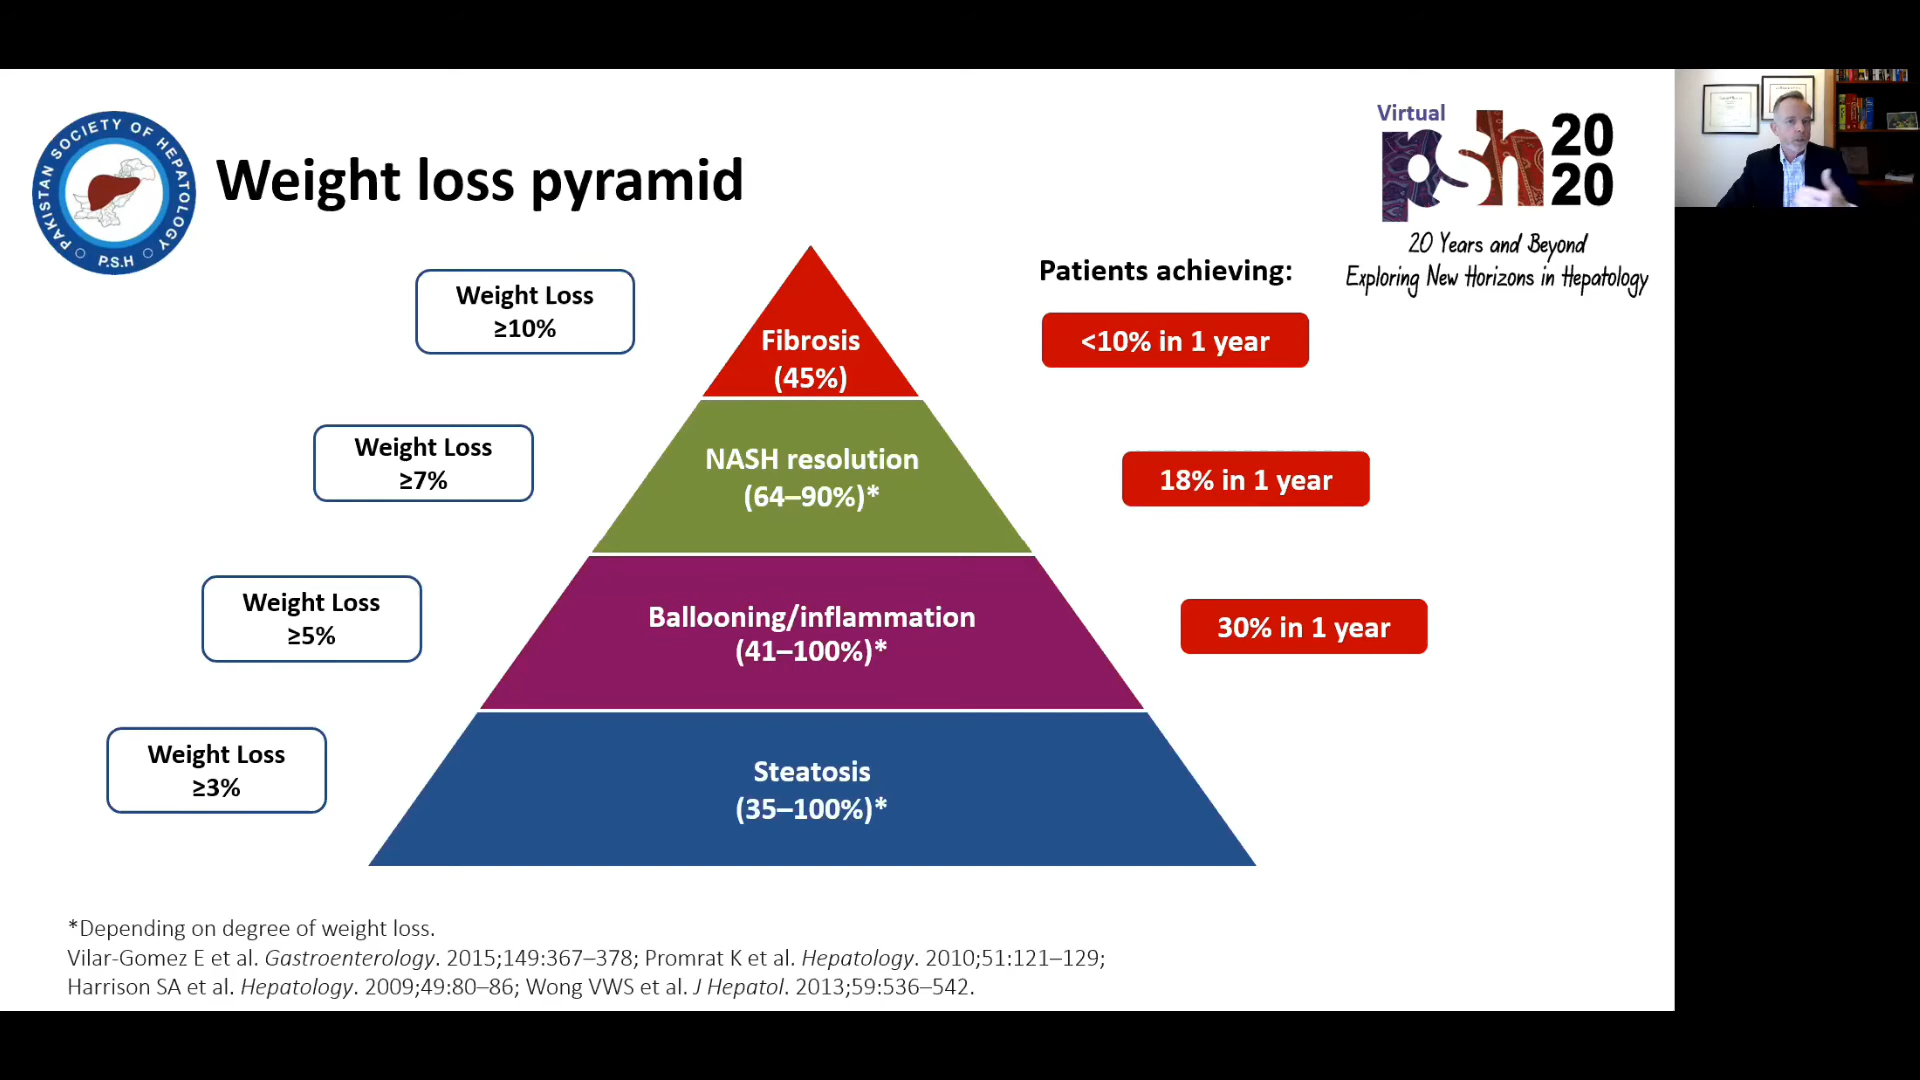 PAKISTAN SOCIETY OF HEPATOLOGY
P.S.H
Weight loss pyramid
Virtual
psh 20
20
20 Years and Beyond
Exploring New Horizons in Hepatology
Patients achieving:
Weight Loss
≥10%
Fibrosis
(45%)
<10% in 1 year
Weight Loss
≥7%
NASH resolution
(64–90%)*
18% in 1 year
Weight Loss
≥5%
Ballooning/inflammation
(41–100%)*
30% in 1 year
Weight Loss
≥3%
Steatosis
(35–100%)*
*Depending on degree of weight loss.
Vilar-Gomez E et al. Gastroenterology. 2015;149:367–378; Promrat K et al. Hepatology. 2010;51:121–129;
Harrison SA et al. Hepatology. 2009;49:80–86; Wong VWS et al. J Hepatol. 2013;59:536–542.